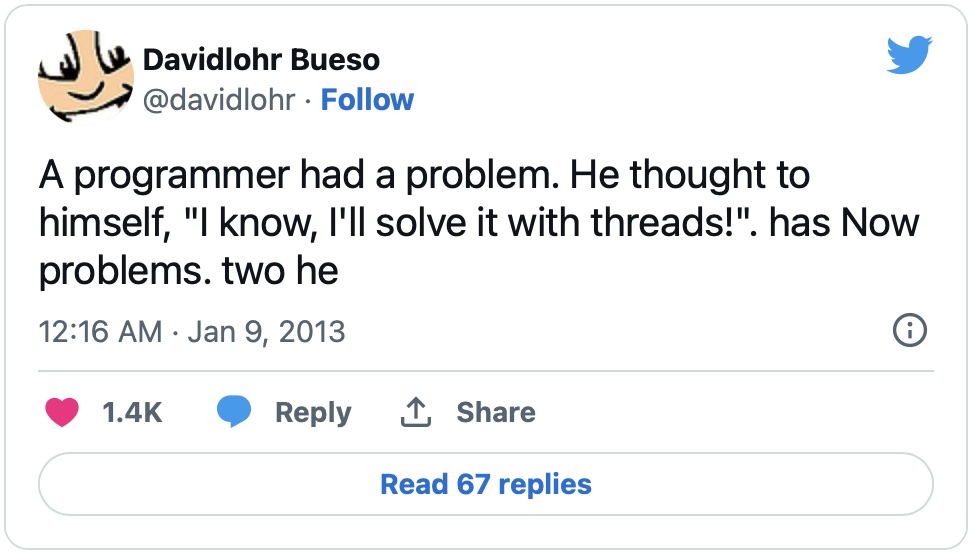 Davidlohr Bueso
@davidlohr · Follow
A programmer had a problem. He thought to
himself, "I know, I'll solve it with threads!". has Now
problems. two he
12:16 AM · Jan 9, 2013
1.4K Reply Share
Read 67 replies